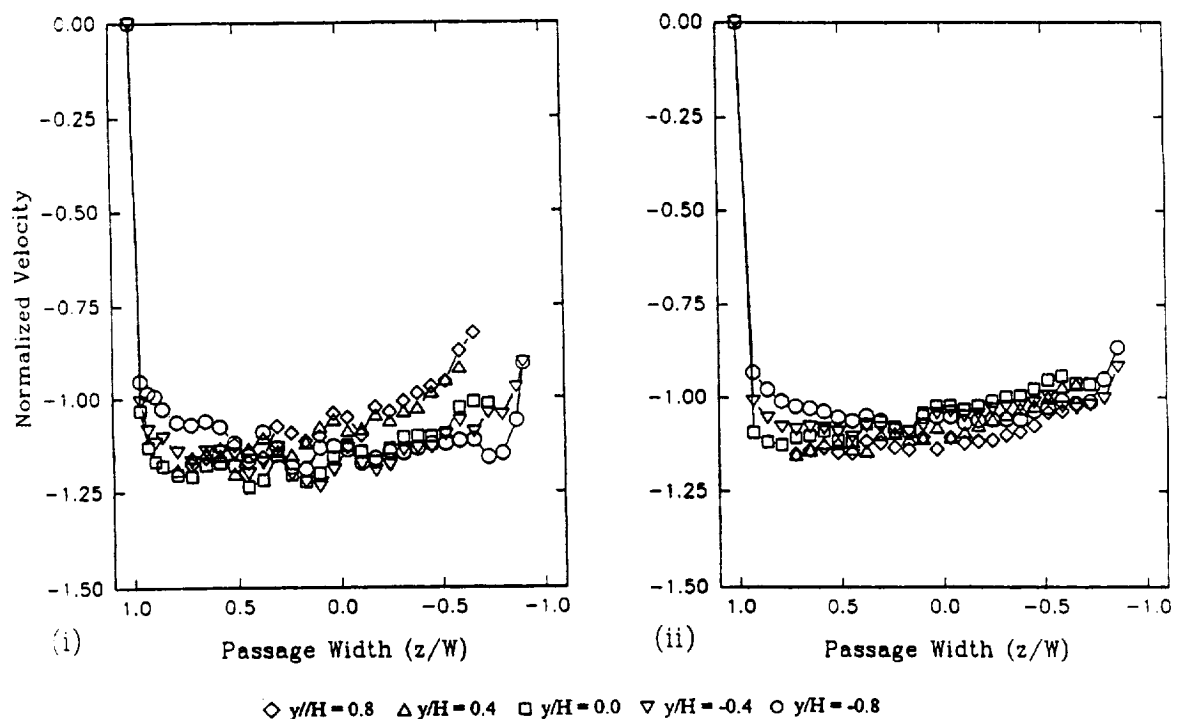 0.00
-0.25
-0.50
-0.75
-1.00
-1.25
-1.50
Normalized Velocity
1.0 0.5 0.0 -0.5 -1.0
(i) Passage Width (z/W)
0.00
-0.25
-0.50
-0.75
-1.00
-1.25
-1.50
1.0 0.5 0.0 -0.5 -1.0
(ii) Passage Width (z/W)
y//H = 0.8 y/H = 0.4 y/H = 0.0 y/H = -0.4 y/H = -0.8